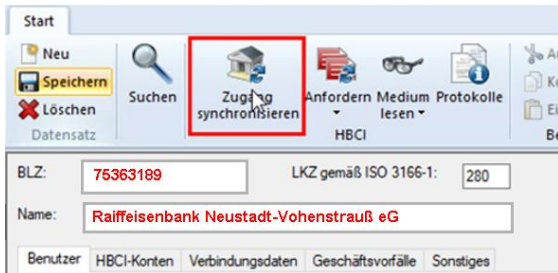 Start
Neu
Speichern
Löschen
Datensatz
Suchen
Zugang
synchronisieren
Anfordern
Medium
lesen
Protokolle
HBCI
BLZ: 75363189 LKZ gemäß ISO 3166-1: 280
Name: Raiffeisenbank Neustadt-Vohenstrauß eG
Benutzer HBCI-Konten Verbindungsdaten Geschäftsvorfälle Sonstiges